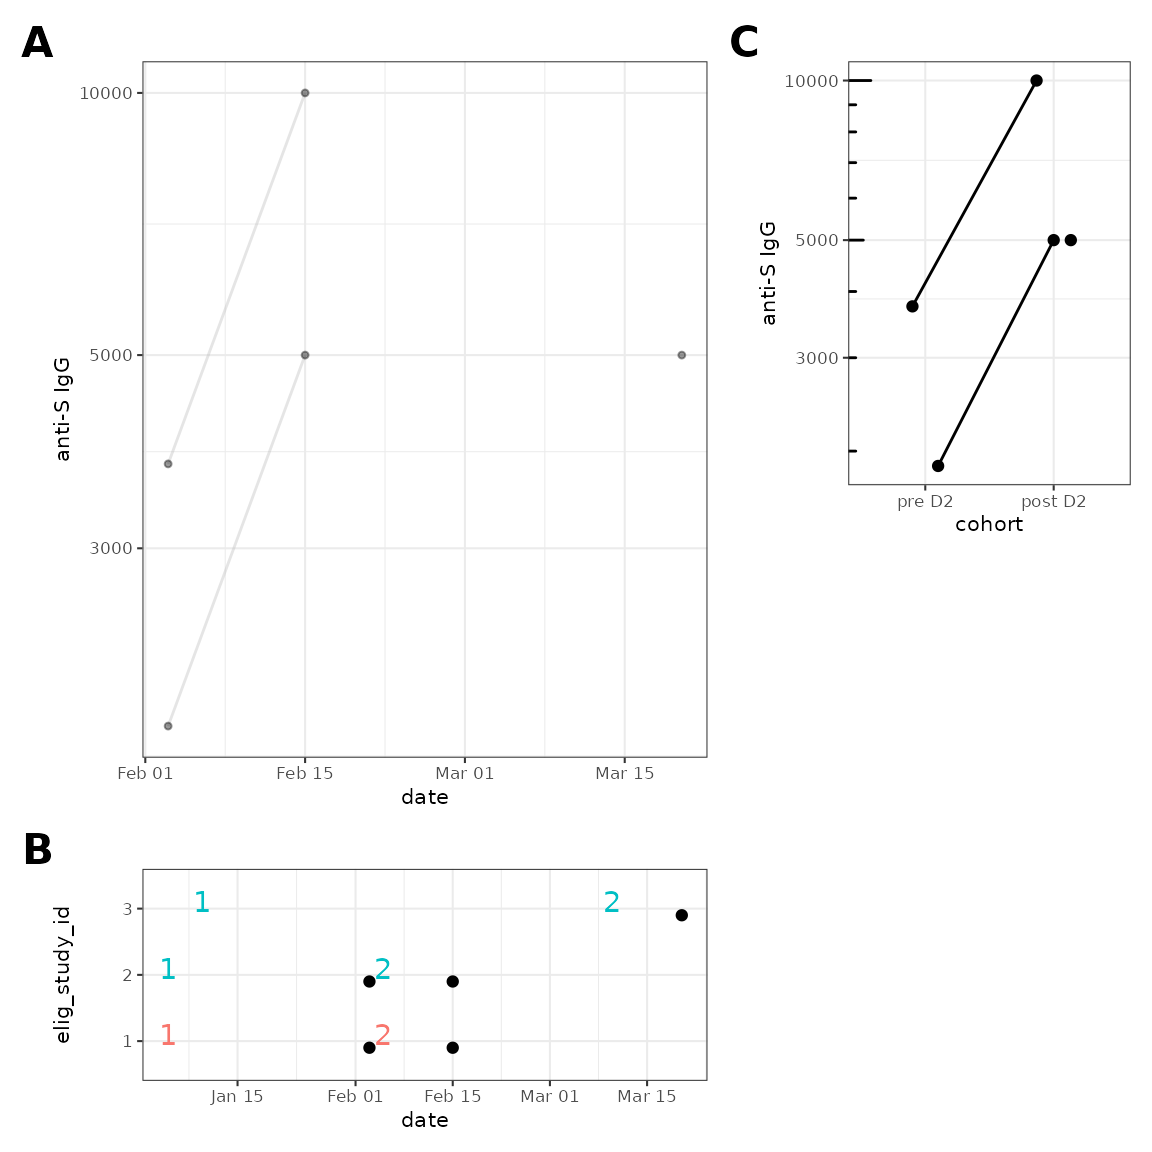 A
10000
5000
3000
anti-S IgG
Feb 01 Feb 15 Mar 01 Mar 15
date
C
10000
5000
3000
anti-S IgG
pre D2 post D2
cohort
B
3
2
1
elig_study_id
1 2
1 2
1 2
Jan 15 Feb 01 Feb 15 Mar 01 Mar 15
date